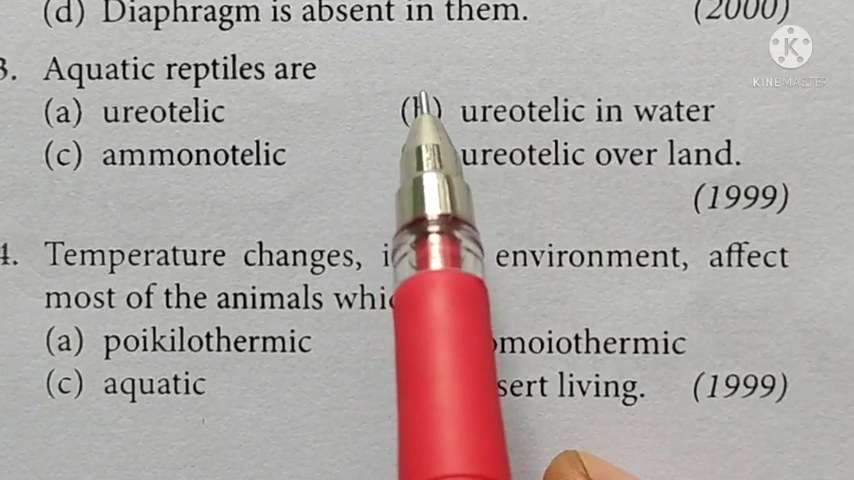 (d) Diaphragm is absent in them. (2000)
K
KINEMASTER
3. Aquatic reptiles are
(a) ureotelic (b) ureotelic in water
(c) ammonotelic ureotelic over land.
(1999)
4. Temperature changes, environment, affect
most of the animals
(a) poikilothermic
(c) aquatic living. (1999)